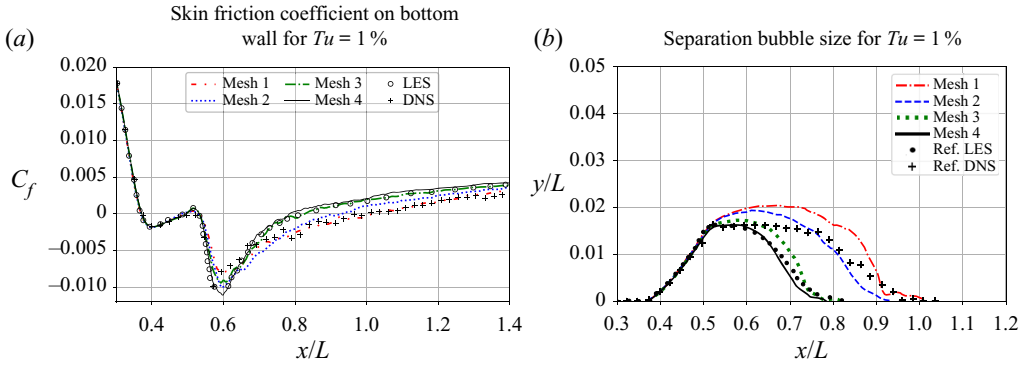 Skin friction coefficient on bottom
wall for Tu = 1 %
(a)
0.020
0.015
0.010
0.005
0
−0.005
−0.010
Cf
Mesh 1
Mesh 2
Mesh 3
Mesh 4
LES
DNS
0.4
0.6
0.8
1.0
1.2
1.4
x/L
(b)
Separation bubble size for Tu = 1 %
0.05
0.04
0.03
y/L
0.02
0.01
0
Mesh 1
Mesh 2
Mesh 3
Mesh 4
Ref. LES
Ref. DNS
0.3
0.4
0.5
0.6
0.7
0.8
0.9
1.0
1.1
1.2
x/L